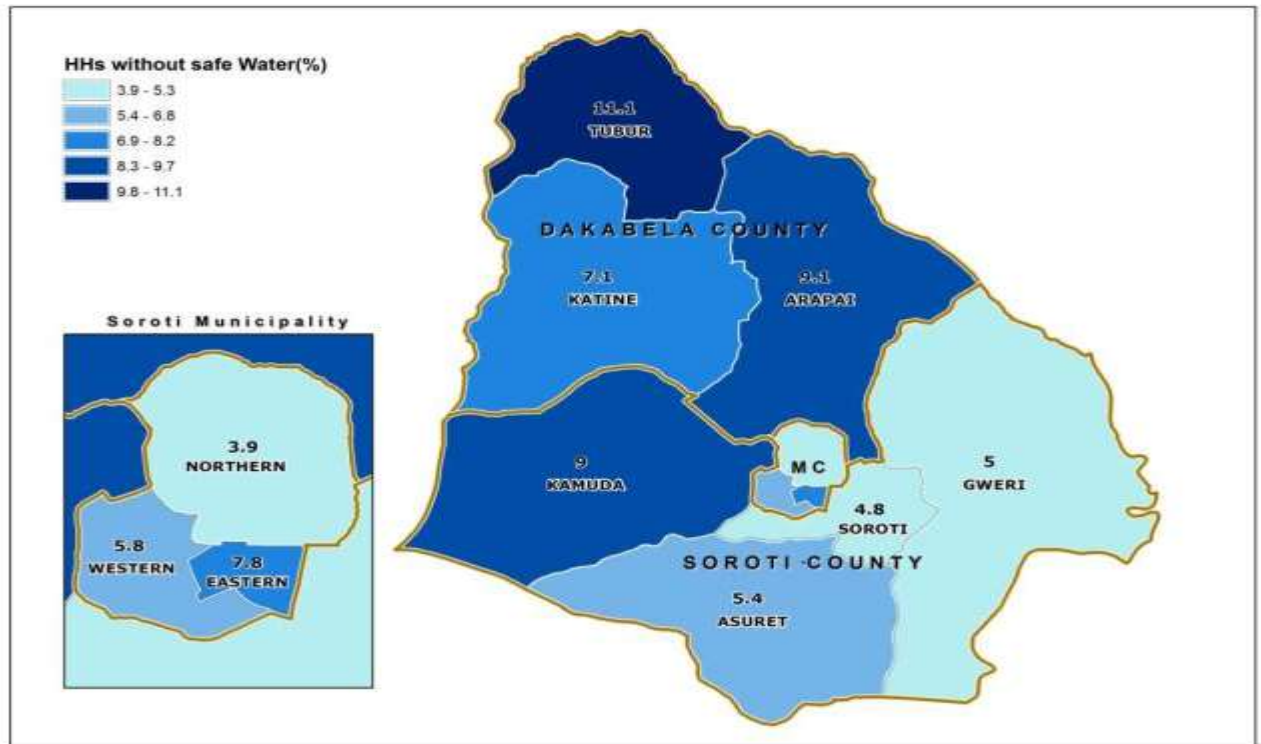 HHs without safe Water(%)
3.9 - 5.3
5.4 - 6.8
6.9 - 8.2
8.3 - 9.7
9.8 - 11.1
11.1
TUBUR
DAKABELA COUNTY
7.1
KATINE
9.1
ARAPAI
Soroti Municipality
3.9
NORTHERN
5.8
WESTERN
7.8
EASTERN
9
KAMUDA
MC
5
GWERI
4.8
SOROTI
SOROTI COUNTY
5.4
ASURET